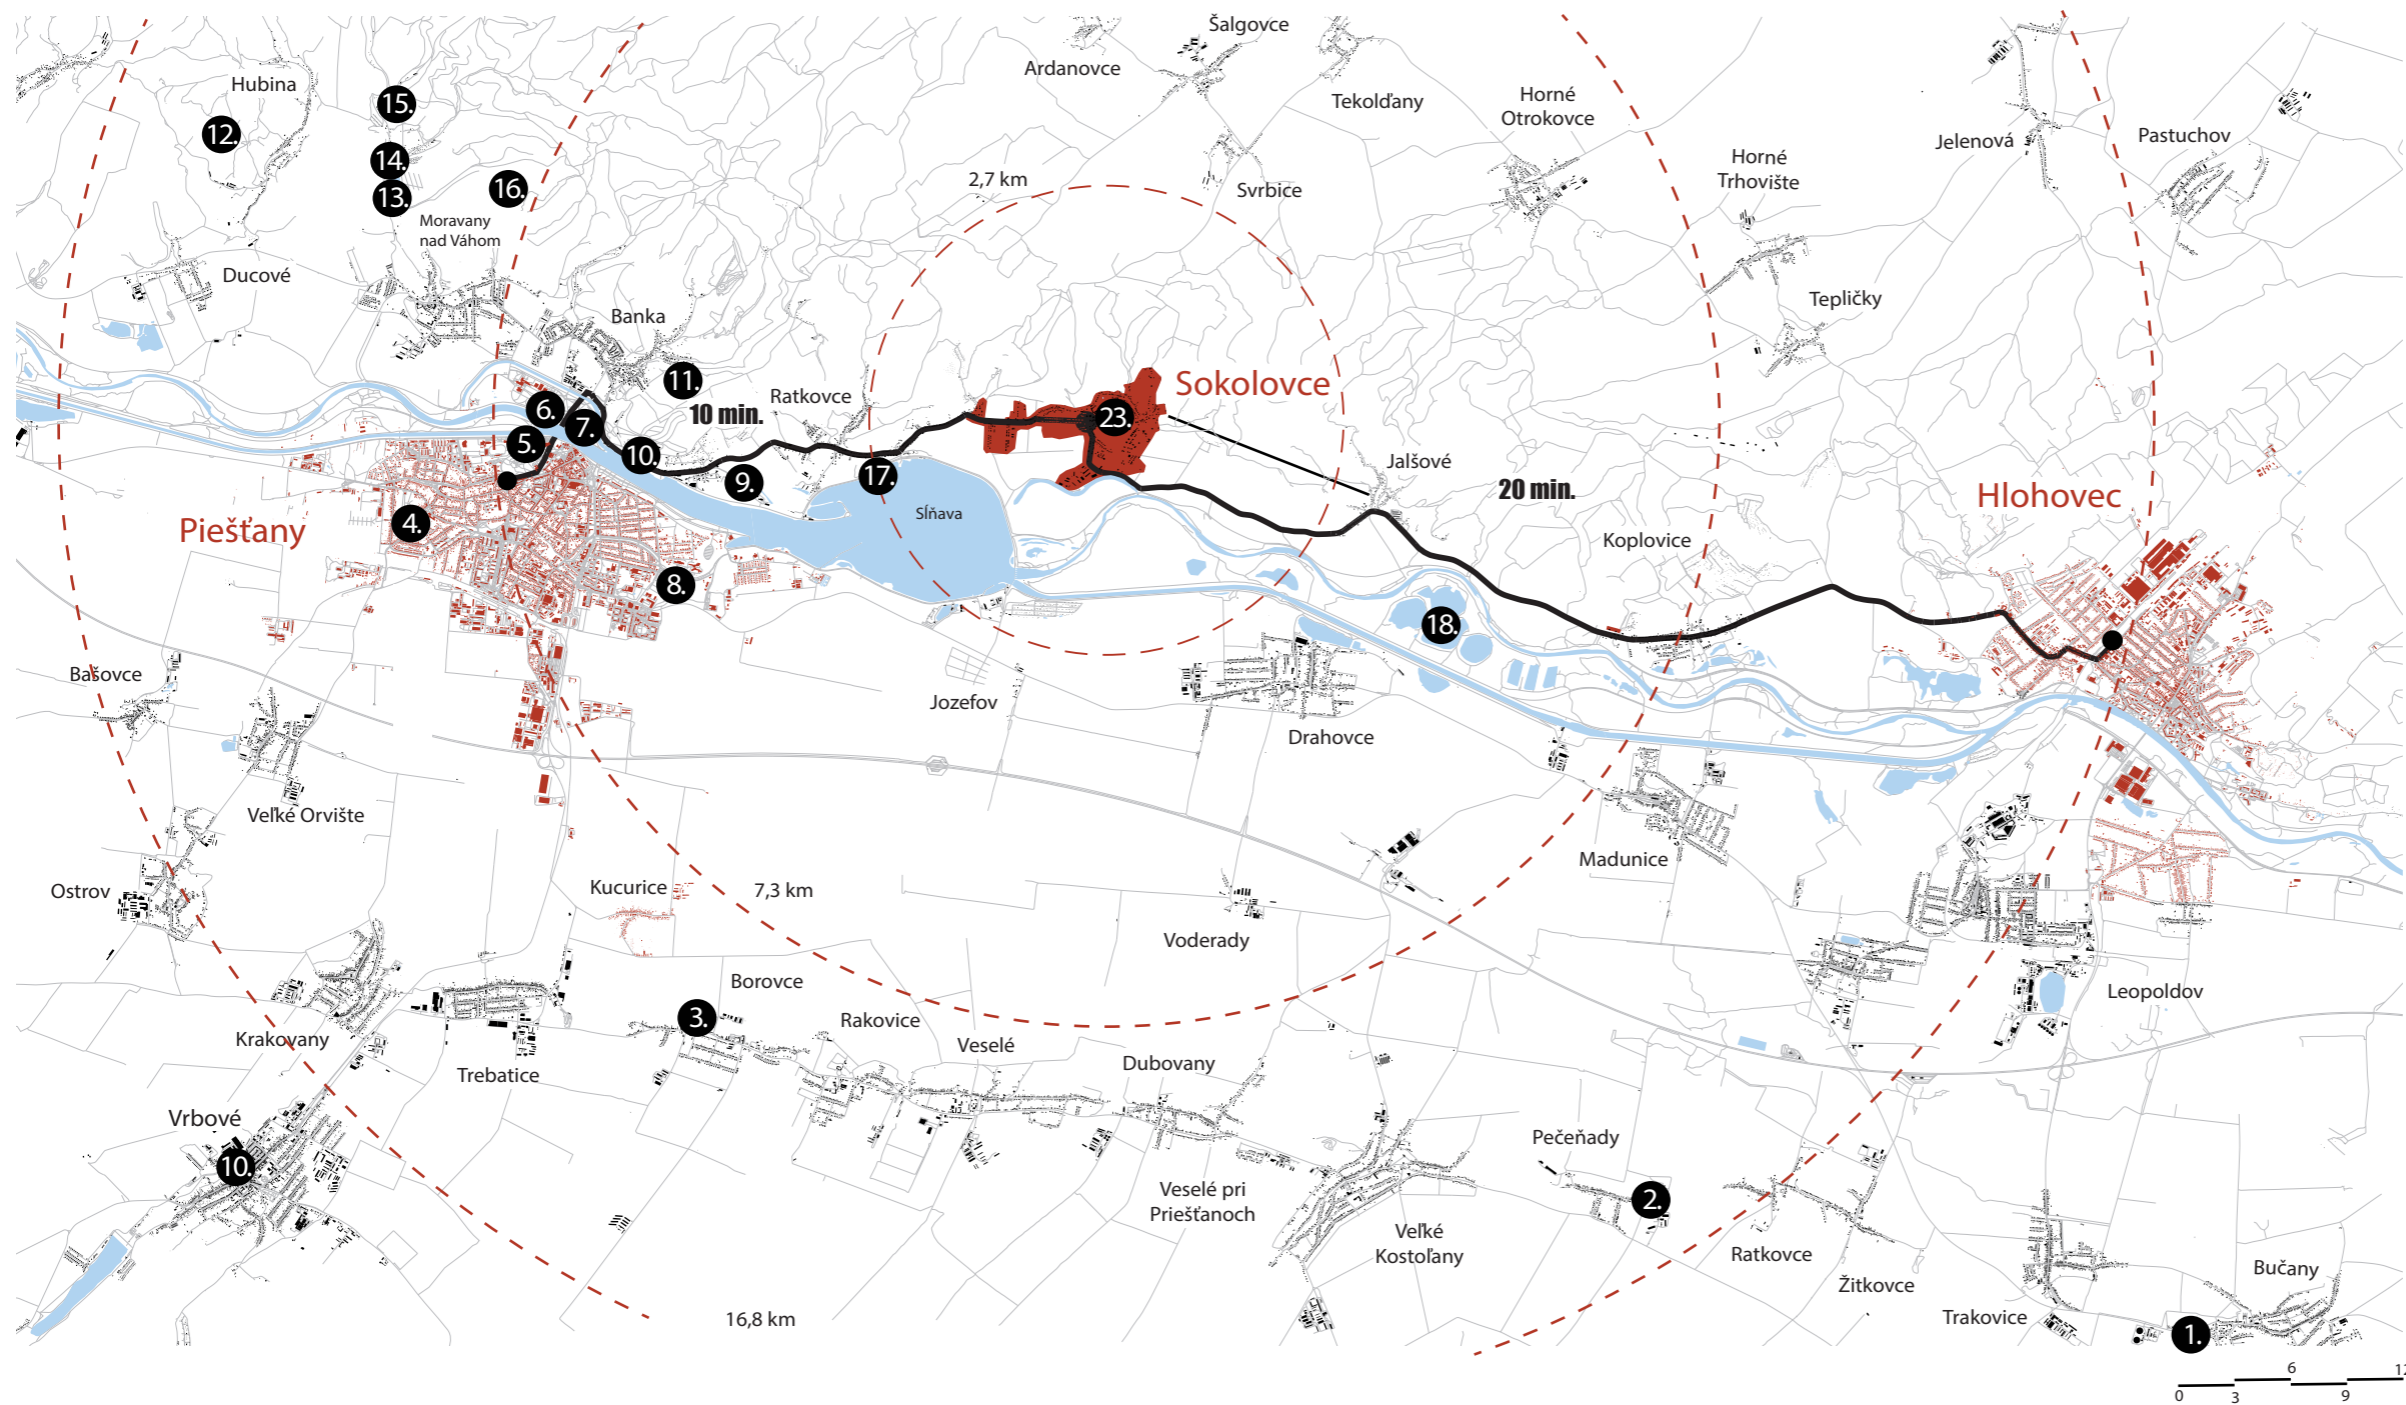 Šalgovce
Ardanovce
Hubina
Tekolďany
Horné
Otrokovce
15.
12.
Jelenová
Pastuchov
14.
Horné
Trhovište
2,7 km
Svrbice
16.
13.
Moravany
nad Váhom
Ducové
Tepličky
Banka
11.
Sokolovce
Ratkovce
10 min.
6.
7.
23.
5.
10.
Jalšové
17.
9.
20 min.
Hlohovec
Sĺňava
4.
Piešťany
Koplovice
8.
18.
Bašovce
Jozefov
Drahovce
Veľké Orvište
Madunice
Ostrov
Kucurice
7,3 km
Voderady
Borovce
Leopoldov
3.
Rakovice
Krakovany
Veselé
Trebatice
Dubovany
Vrbové
Pečeňady
10.
Veselé pri
Priešťanoch
2.
Veľké
Kostoľany
Ratkovce
Žitkovce
Bučany
16,8 km
Trakovice
1.
6
12
0
3
9